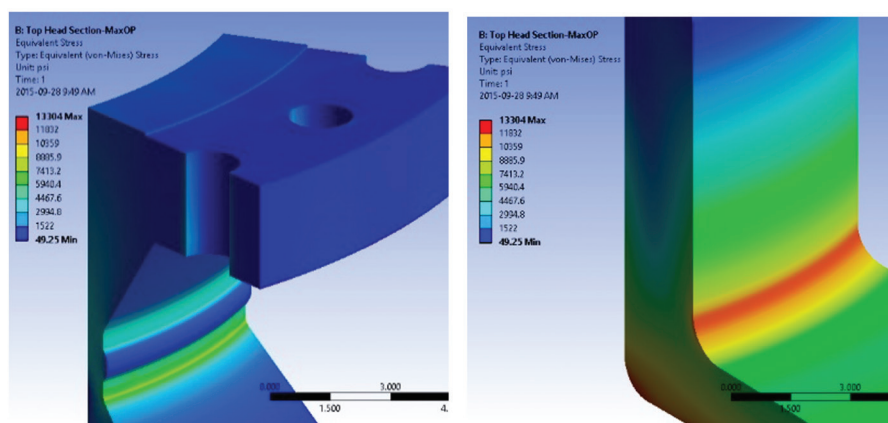 B: Top Head Section-MaxOP
Equivalent Stress
Type: Equivalent (von-Mises) Stress
Unit: psi
Time: 1
2015-09-28 9:49 AM
13304 Max
11832
10359
8885.9
7413.2
5940.4
4467.6
2994.8
1522
49.25 Min
0.000
3.000
1.500
4.
B: Top Head Section-MaxOP
Equivalent Stress
Type: Equivalent (von-Mises) Stress
Unit: psi
Time: 1
2015-09-28 9:49 AM
13304 Max
11832
10359
8885.9
7413.2
5940.4
4467.6
2994.8
1522
49.25 Min
0.000
3.000
1.500